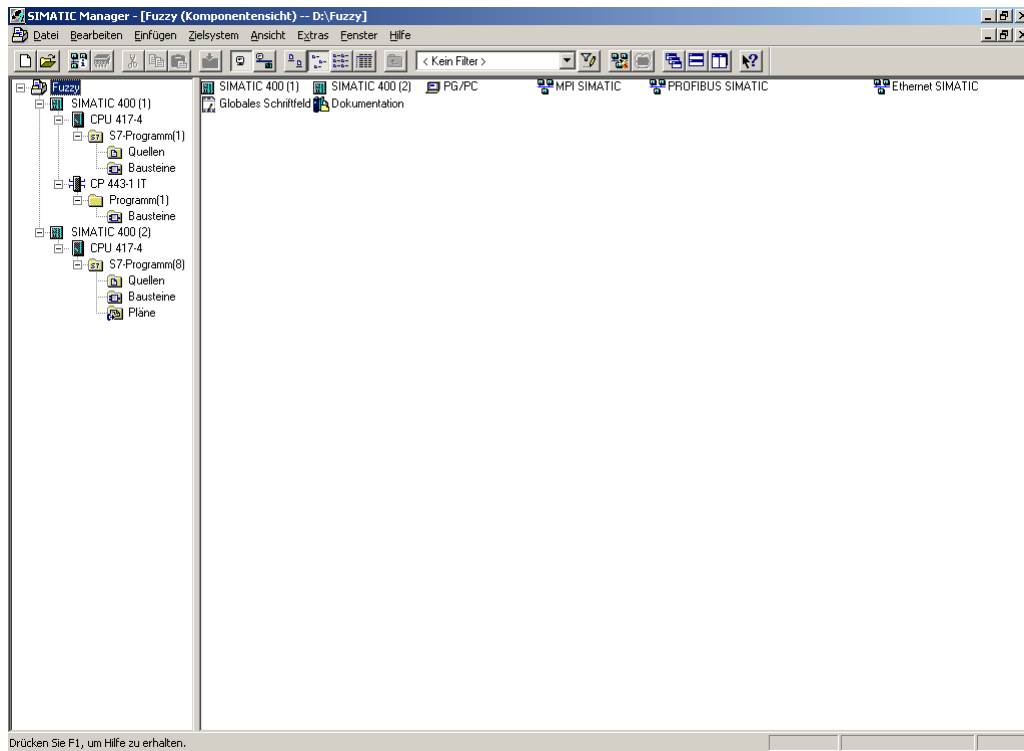 SIMATIC Manager - [Fuzzy (Komponentensicht) -- D:\Fuzzy]
Datei Bearbeiten Einfügen Zielsystem Ansicht Extras Fenster Hilfe
< Kein Filter >
Fuzzy
SIMATIC 400 (1)
CPU 417-4
S7-Programm(1)
Quellen
Bausteine
CP 443-1 IT
Programm(1)
Bausteine
SIMATIC 400 (2)
CPU 417-4
S7-Programm(8)
Quellen
Bausteine
Pläne
SIMATIC 400 (1) SIMATIC 400 (2) PG/PC MPI SIMATIC PROFIBUS SIMATIC Ethernet SIMATIC
Globales Schriftfeld Dokumentation
Drücken Sie F1, um Hilfe zu erhalten.